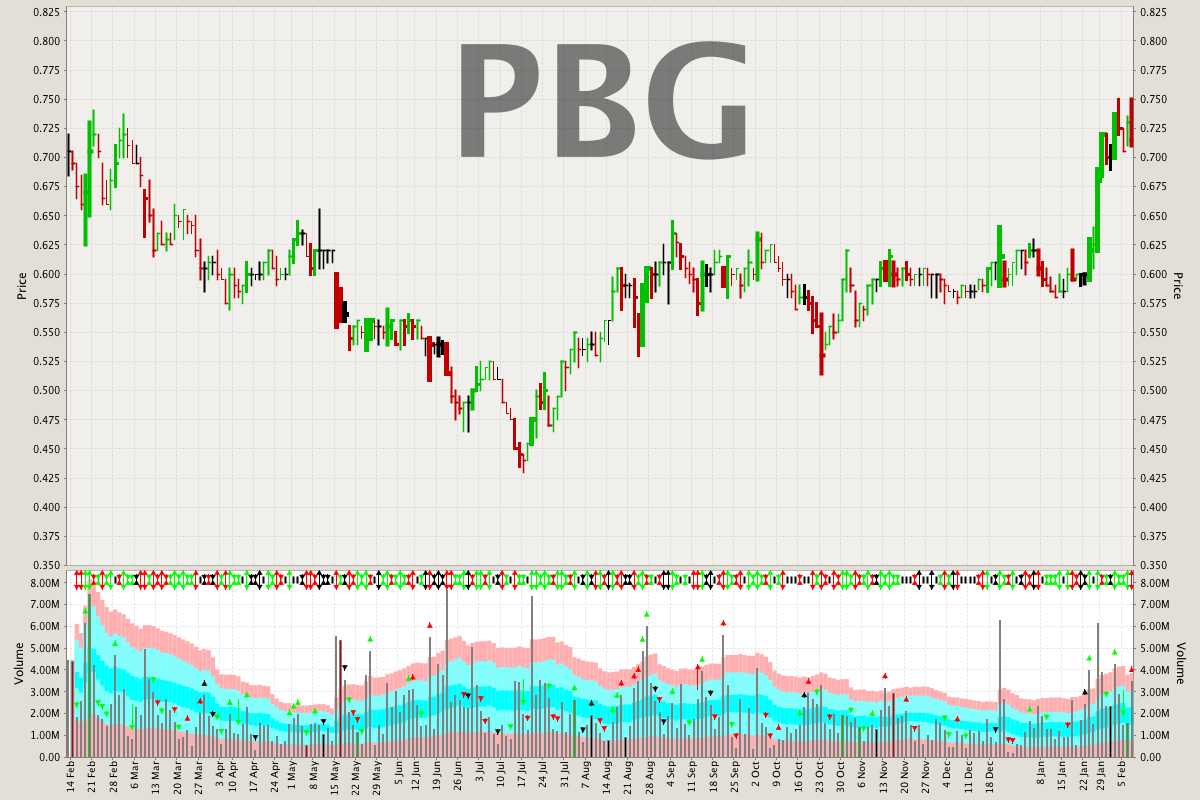 PBG
0.825
0.800
0.775
0.750
0.725
0.700
0.675
0.650
0.625
0.600
0.575
0.550
0.525
0.500
0.475
0.450
0.425
0.400
0.375
0.350
Price
0.825
0.800
0.775
0.750
0.725
0.700
0.675
0.650
0.625
0.600
0.575
0.550
0.525
0.500
0.475
0.450
0.425
0.400
0.375
0.350
Price
8.00M
7.00M
6.00M
5.00M
4.00M
3.00M
2.00M
1.00M
0.00
Volume
8.00M
7.00M
6.00M
5.00M
4.00M
3.00M
2.00M
1.00M
0.00
Volume
14 Feb
21 Feb
28 Feb
6 Mar
13 Mar
20 Mar
27 Mar
3 Apr
10 Apr
17 Apr
24 Apr
1 May
8 May
15 May
22 May
29 May
5 Jun
12 Jun
19 Jun
26 Jun
3 Jul
10 Jul
17 Jul
24 Jul
31 Jul
7 Aug
14 Aug
21 Aug
28 Aug
4 Sep
11 Sep
18 Sep
25 Sep
2 Oct
9 Oct
16 Oct
23 Oct
30 Oct
6 Nov
13 Nov
20 Nov
27 Nov
4 Dec
11 Dec
18 Dec
8 Jan
15 Jan
22 Jan
29 Jan
5 Feb